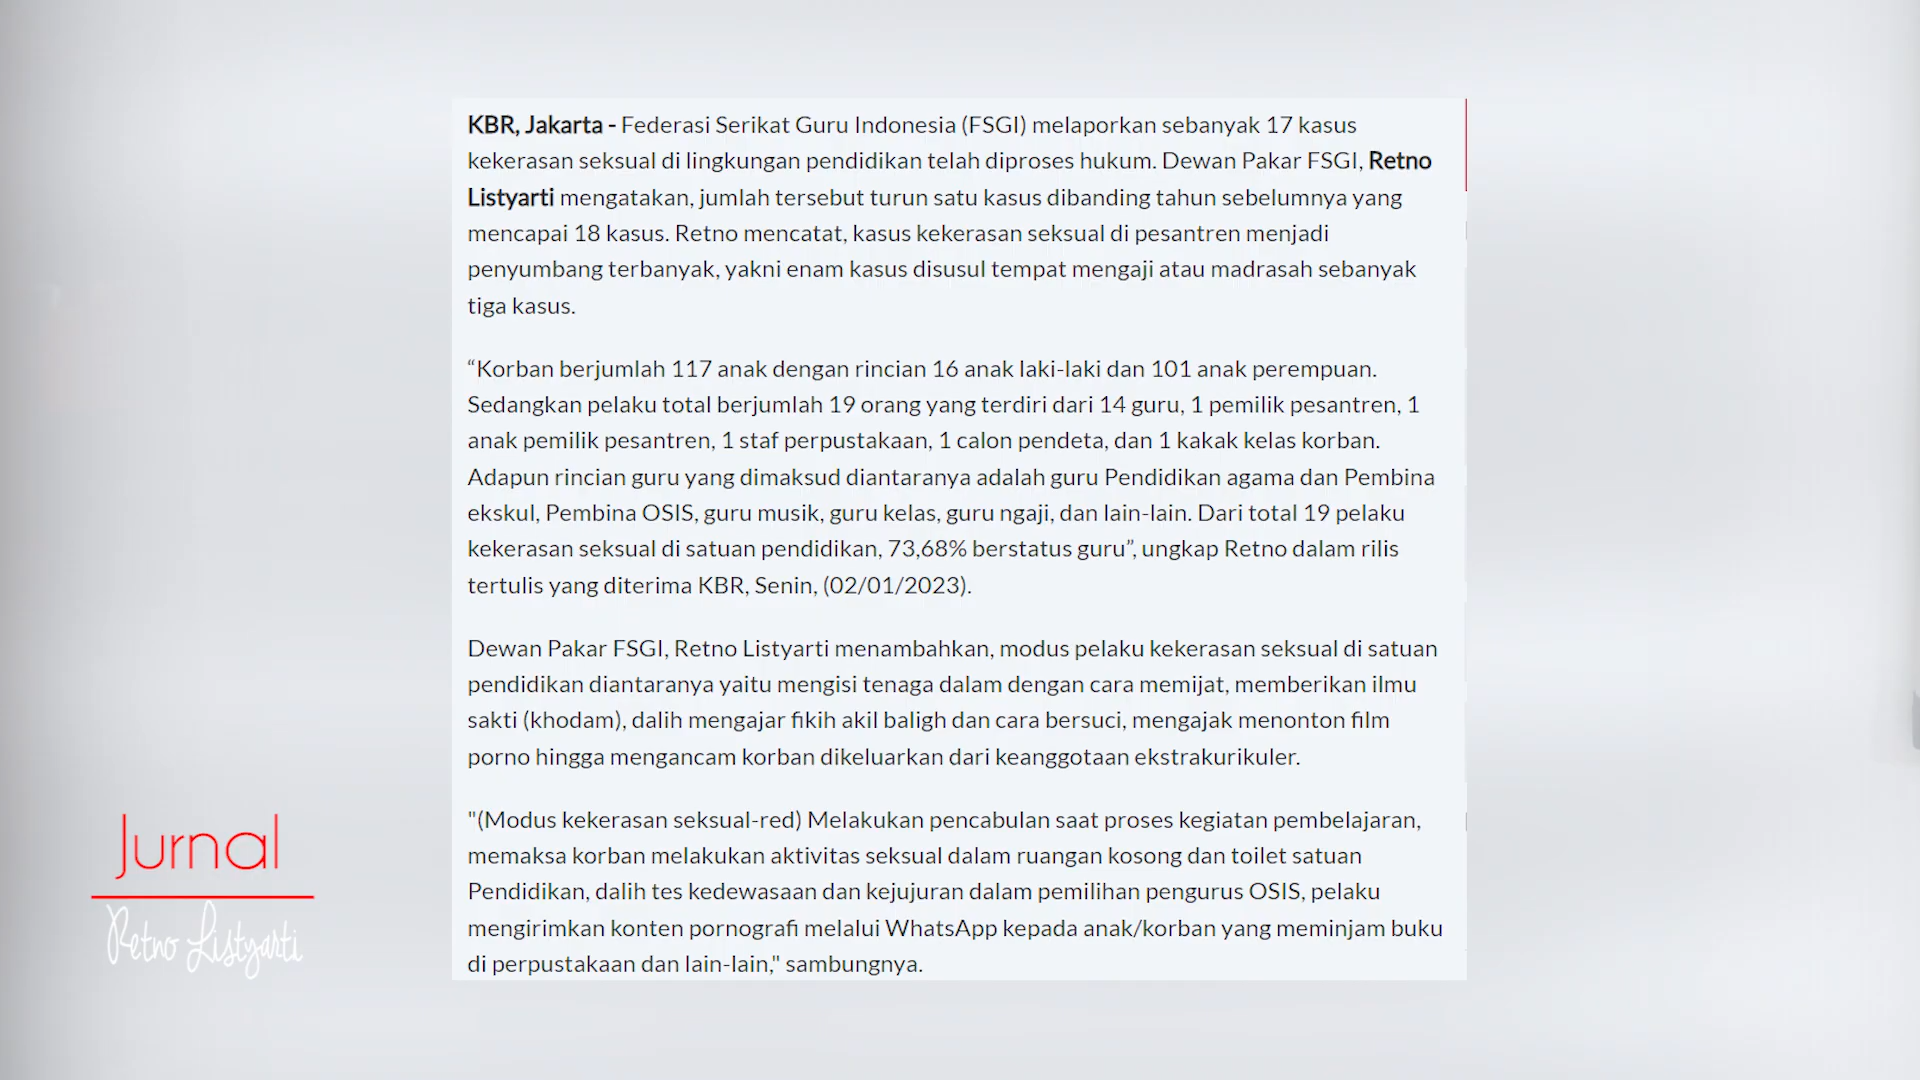 KBR, Jakarta - Federasi Serikat Guru Indonesia (FSGI) melaporkan sebanyak 17 kasus
kekerasan seksual di lingkungan pendidikan telah diproses hukum. Dewan Pakar FSGI, Retno
Listyarti mengatakan, jumlah tersebut turun satu kasus dibanding tahun sebelumnya yang
mencapai 18 kasus. Retno mencatat, kasus kekerasan seksual di pesantren menjadi
penyumbang terbanyak, yakni enam kasus disusul tempat mengaji atau madrasah sebanyak
tiga kasus.
“Korban berjumlah 117 anak dengan rincian 16 anak laki-laki dan 101 anak perempuan.
Sedangkan pelaku total berjumlah 19 orang yang terdiri dari 14 guru, 1 pemilik pesantren, 1
anak pemilik pesantren, 1 staf perpustakaan, 1 calon pendeta, dan 1 kakak kelas korban.
Adapun rincian guru yang dimaksud diantaranya adalah guru Pendidikan agama dan Pembina
ekskul, Pembina OSIS, guru musik, guru kelas, guru ngaji, dan lain-lain. Dari total 19 pelaku
kekerasan seksual di satuan pendidikan, 73,68% berstatus guru”, ungkap Retno dalam rilis
tertulis yang diterima KBR, Senin, (02/01/2023).
Dewan Pakar FSGI, Retno Listyarti menambahkan, modus pelaku kekerasan seksual di satuan
pendidikan diantaranya yaitu mengisi tenaga dalam dengan cara memijat, memberikan ilmu
sakti (khodam), dalih mengajar fikih akil baligh dan cara bersuci, mengajak menonton film
porno hingga mengancam korban dikeluarkan dari keanggotaan ekstrakurikuler.
"(Modus kekerasan seksual-red) Melakukan pencabulan saat proses kegiatan pembelajaran,
memaksa korban melakukan aktivitas seksual dalam ruangan kosong dan toilet satuan
Pendidikan, dalih tes kedewasaan dan kejujuran dalam pemilihan pengurus OSIS, pelaku
mengirimkan konten pornografi melalui WhatsApp kepada anak/korban yang meminjam buku
di perpustakaan dan lain-lain," sambungnya.
Jurnal
Retno Listyarti